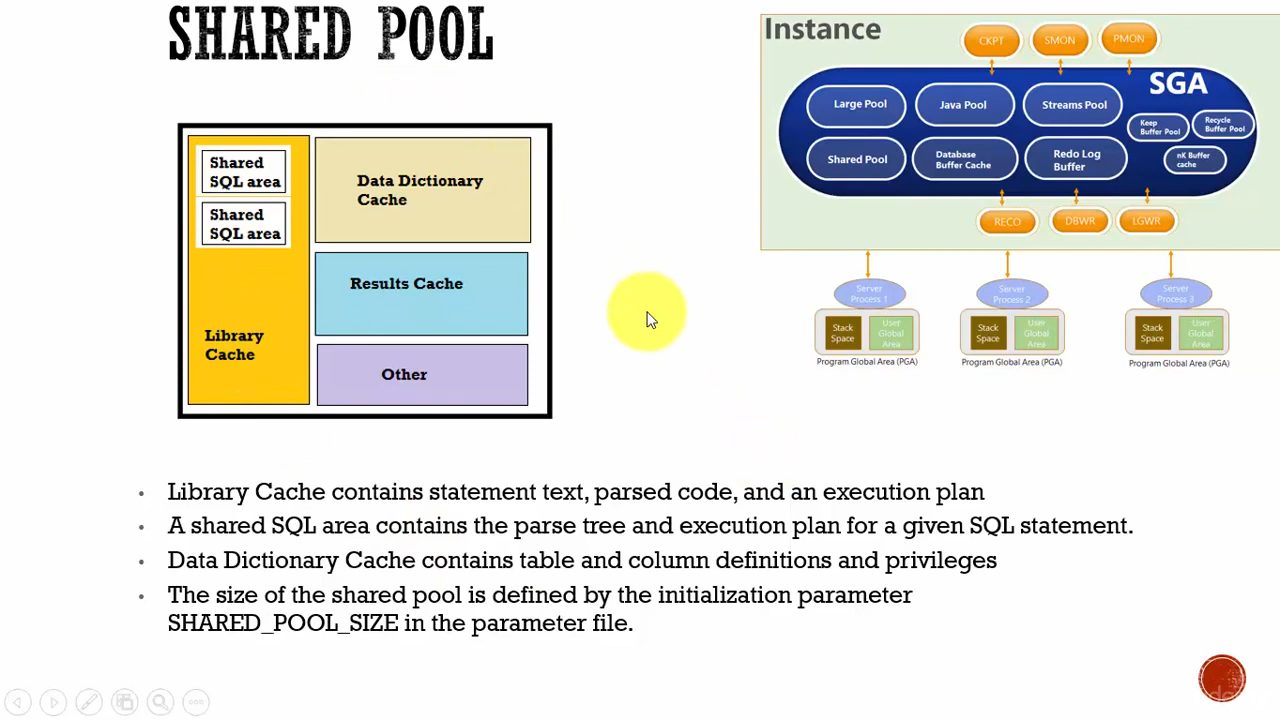 SHARED POOL
Shared
SQL area
Shared
SQL area
Library
Cache
Data Dictionary
Cache
Results Cache
Other
Instance
CKPT
SMON
PMON
SGA
Large Pool
Java Pool
Streams Pool
Keep
Buffer Pool
Recycle
Buffer Pool
Shared Pool
Database
Buffer Cache
Redo Log
Buffer
nK Buffer
cache
RECO
DBWR
LGWR
Server
Process 1
Server
Process 2
Server
Process 3
Stack
Space
User
Global
Area
Stack
Space
User
Global
Area
Stack
Space
User
Global
Area
Program Global Area (PGA)
Program Global Area (PGA)
Program Global Area (PGA)
• Library Cache contains statement text, parsed code, and an execution plan
• A shared SQL area contains the parse tree and execution plan for a given SQL statement.
• Data Dictionary Cache contains table and column definitions and privileges
• The size of the shared pool is defined by the initialization parameter
SHARED_POOL_SIZE in the parameter file.